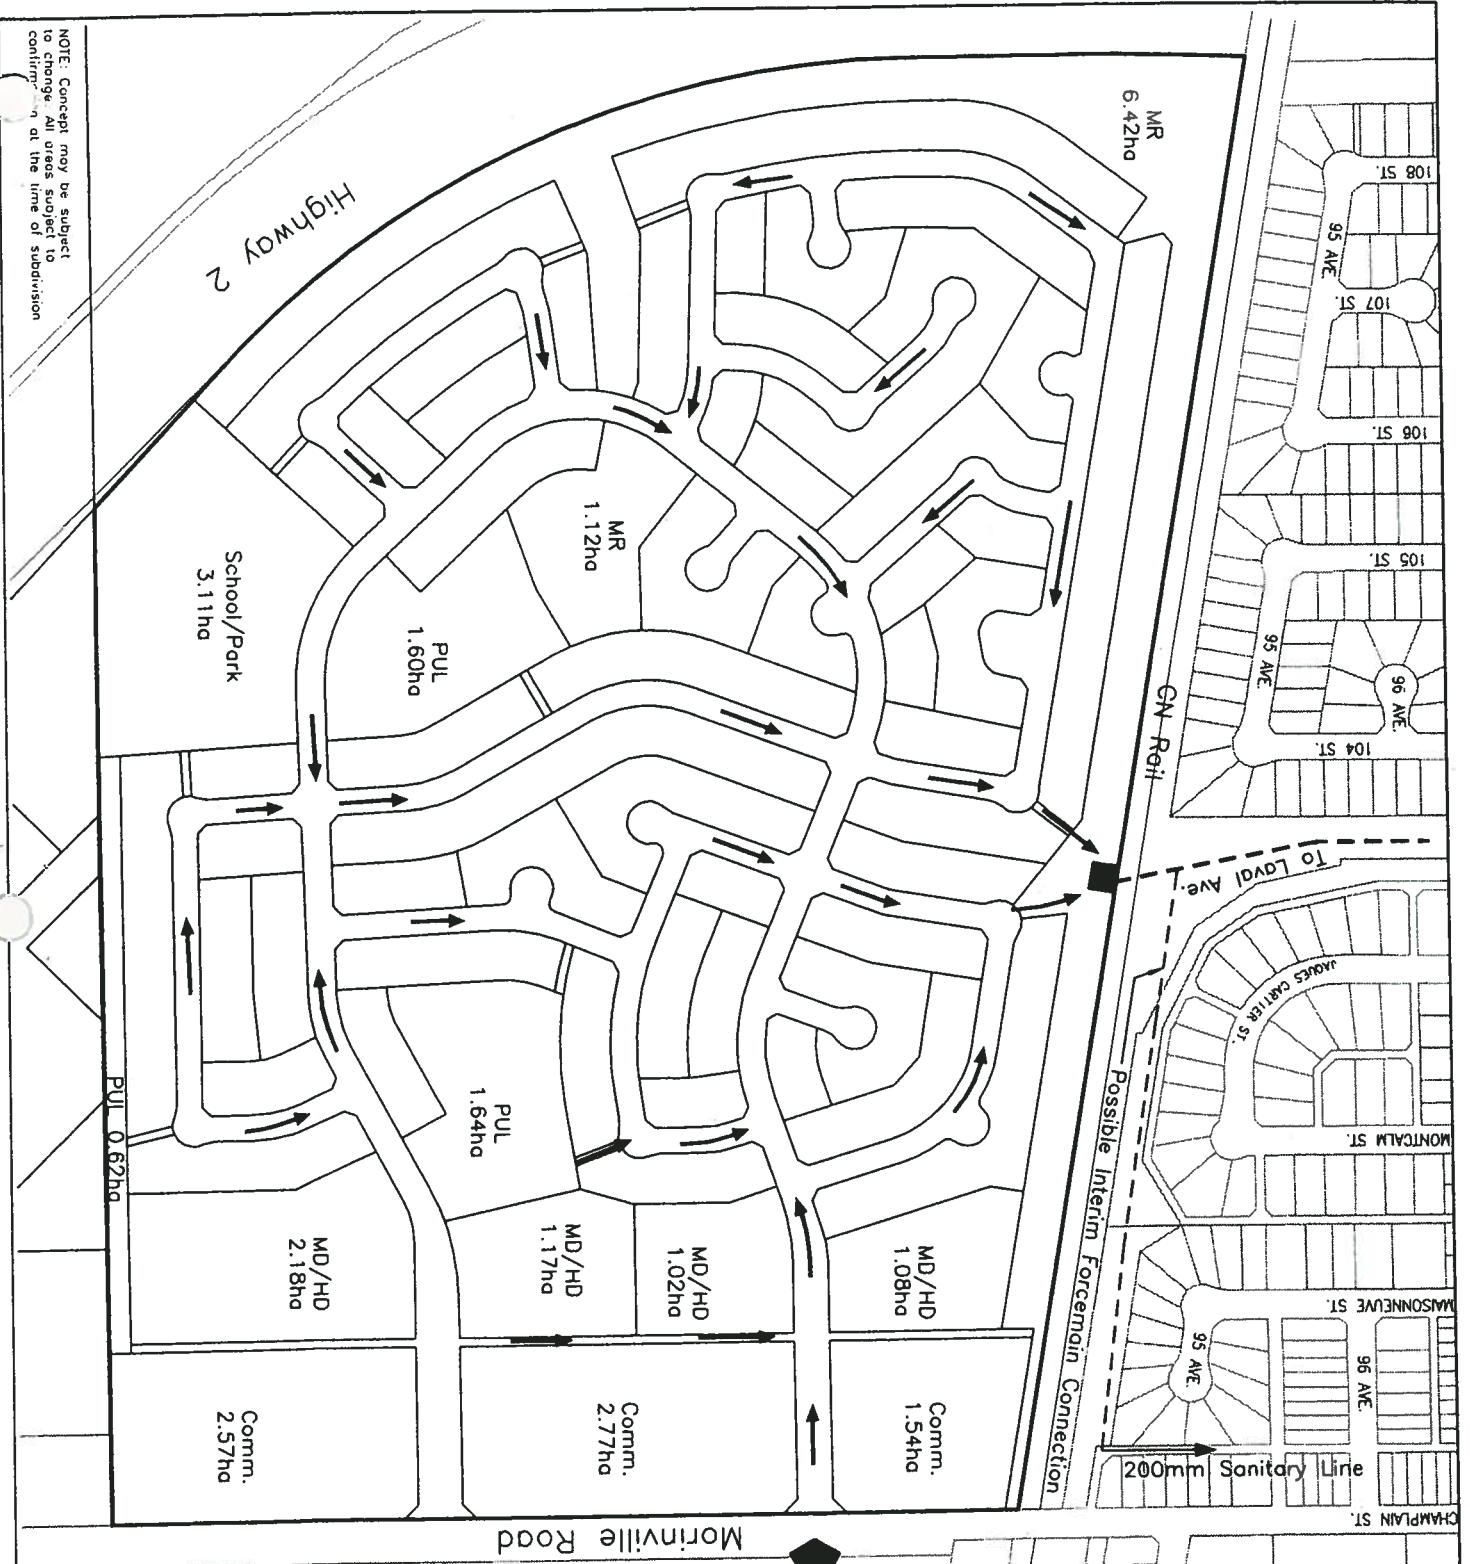 NOTE: Concept may be subject
to change. All areas subject to
at the time of subdivision
Highway 2
MR
6.42ha
MR
1.12ha
School/Park
3.11ha
PUL
1.60ha
PUL
1.64ha
PUL 0.62ha
MD/HD
2.18ha
MD/HD
1.17ha
MD/HD
1.02ha
MD/HD
1.08ha
Comm.
2.57ha
Comm.
2.77ha
Comm.
1.54ha
Morinville Road
CN Rail
To Laval Ave.
Possible Interim Forcemain Connection
200mm Sanitary Line
108 ST.
95 AVE.
107 ST.
106 ST.
105 ST.
95 AVE.
96 AVE.
104 ST.
JAQUES CARTIER ST.
MONTCALM ST.
MAISONNEUVE ST.
95 AVE.
96 AVE.
CHAMPLAIN ST.